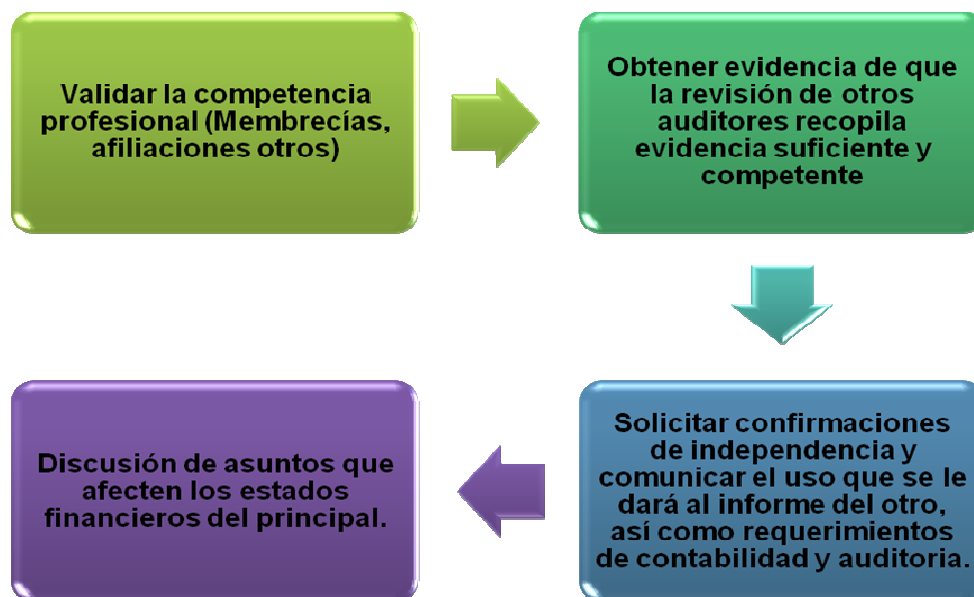 Validar la competencia
profesional (Membrecías,
afiliaciones otros)
Obtener evidencia de que
la revisión de otros
auditores recopila
evidencia suficiente y
competente
Solicitar confirmaciones
de independencia y
comunicar el uso que se le
dará al informe del otro,
así como requerimientos
de contabilidad y auditoria.
Discusión de asuntos que
afecten los estados
financieros del principal.